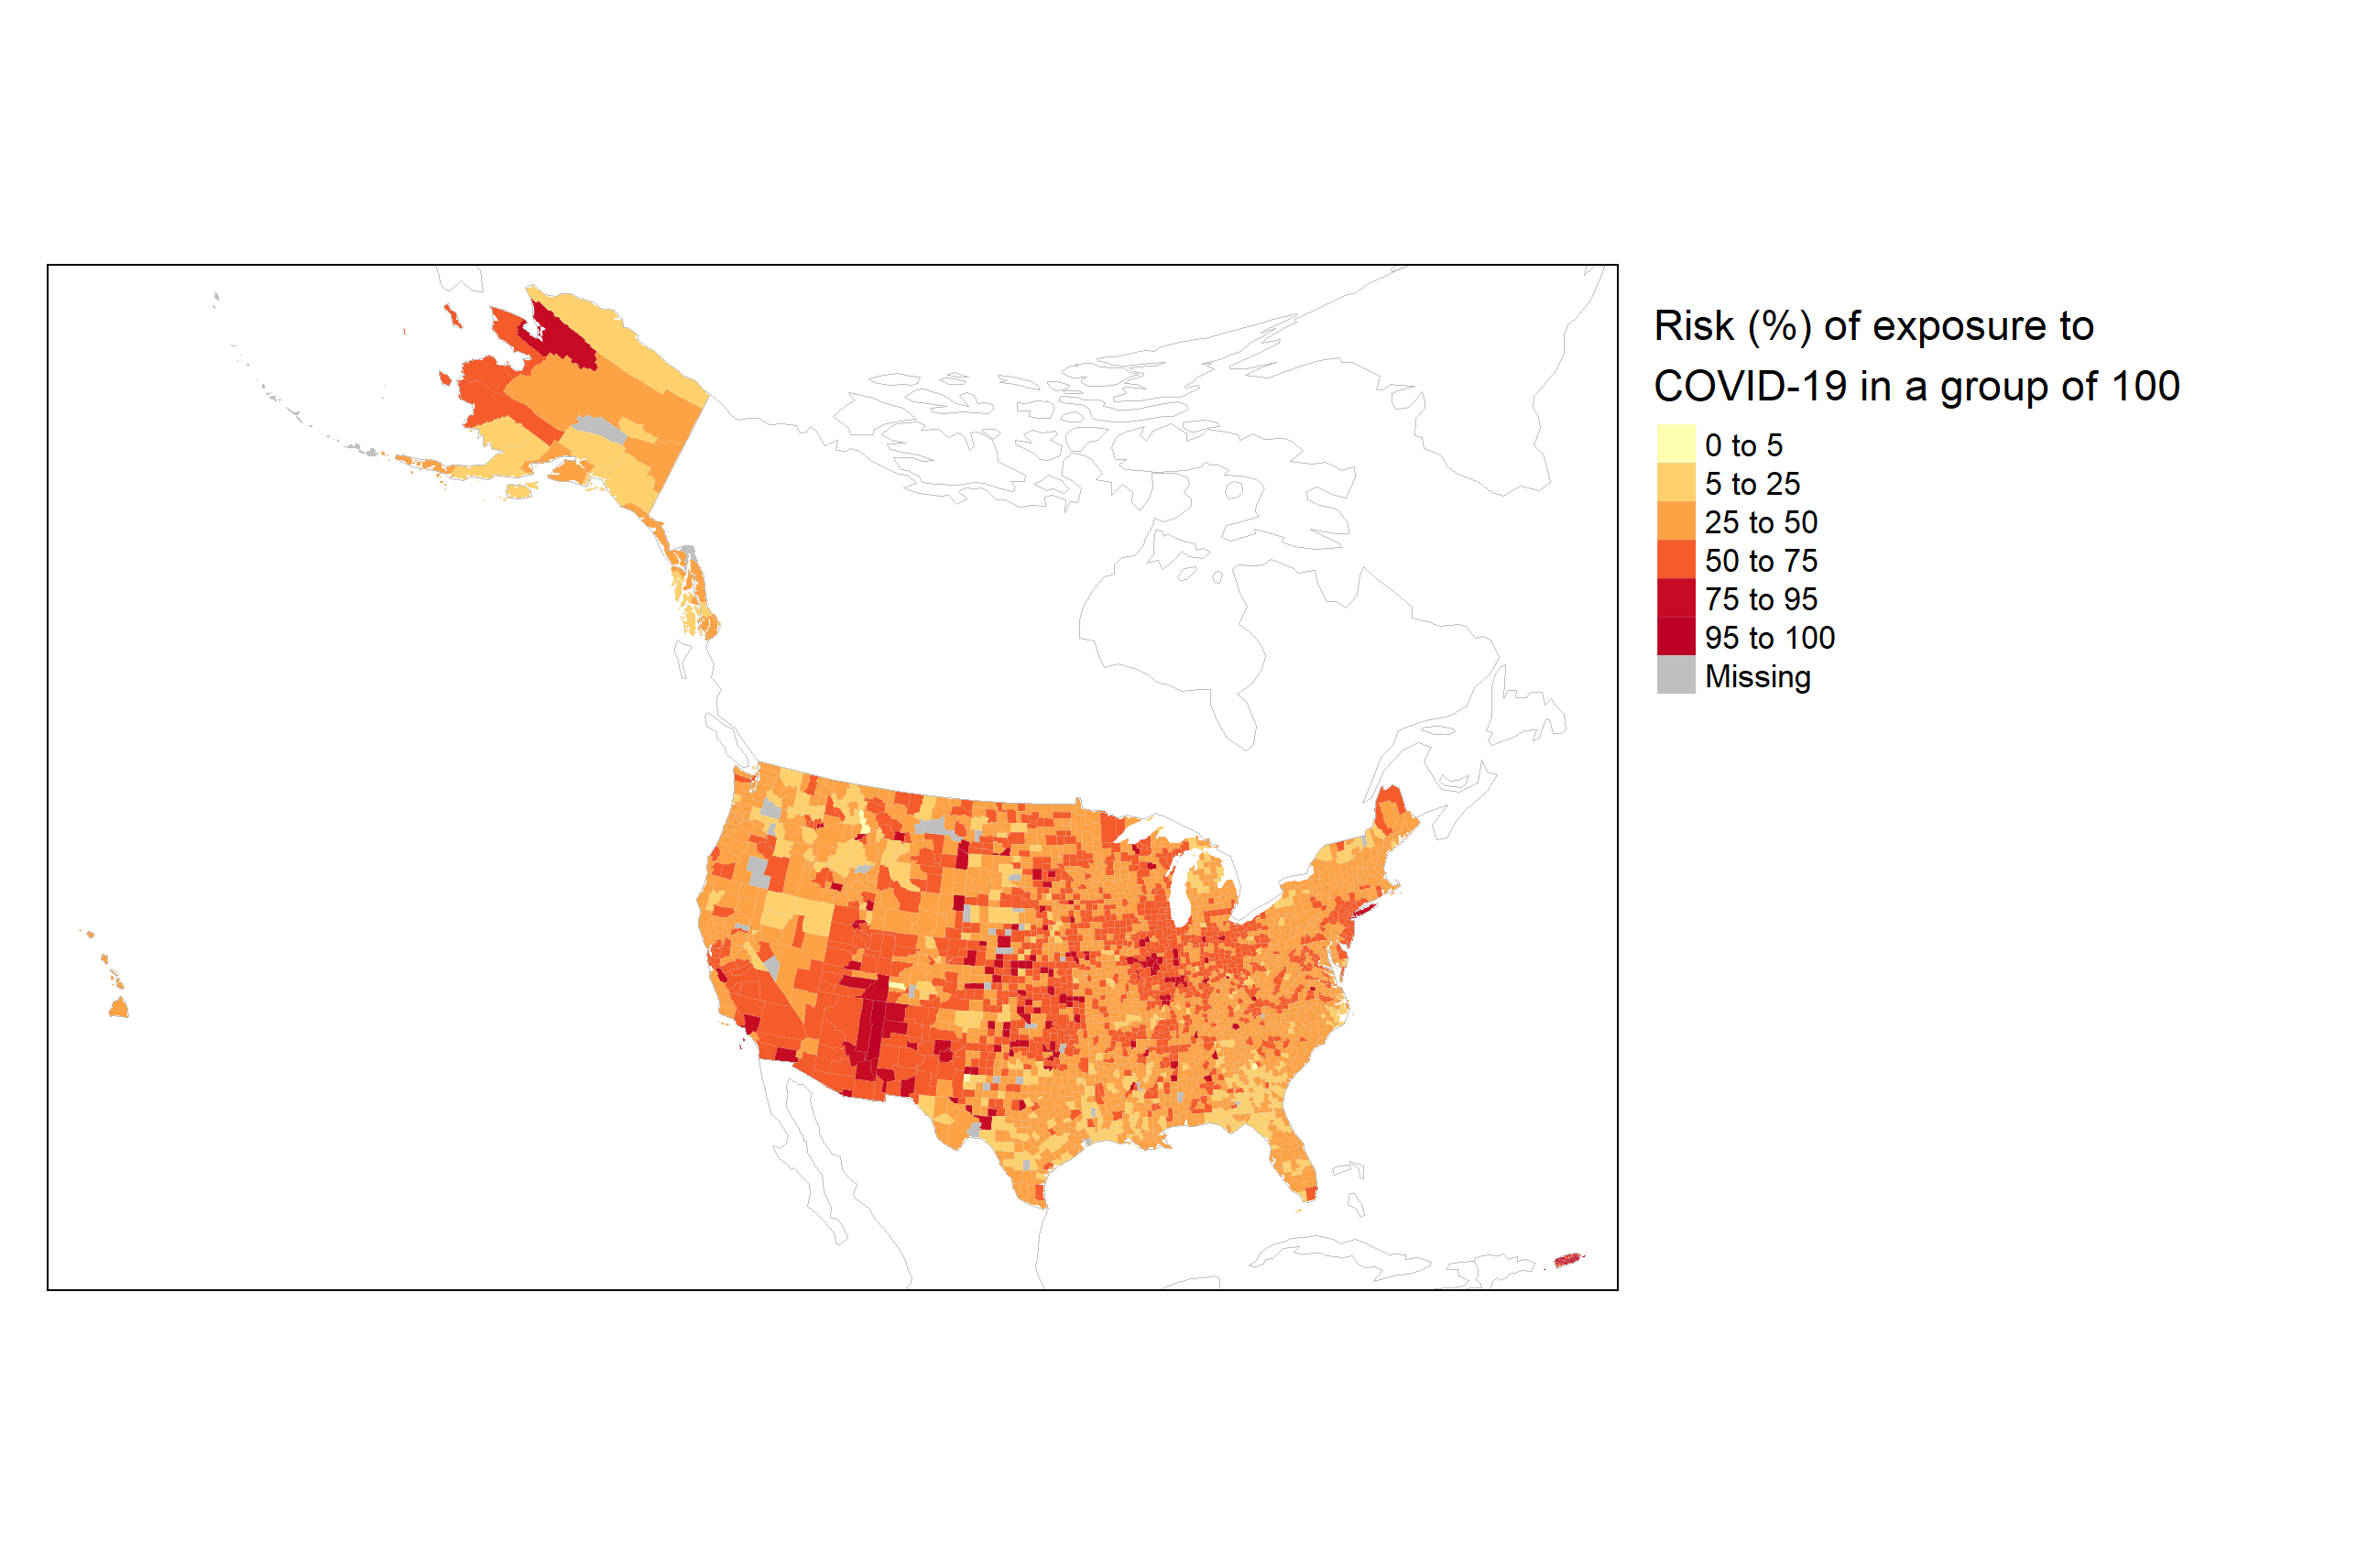 Risk (%) of exposure to
COVID-19 in a group of 100
0 to 5
5 to 25
25 to 50
50 to 75
75 to 95
95 to 100
Missing